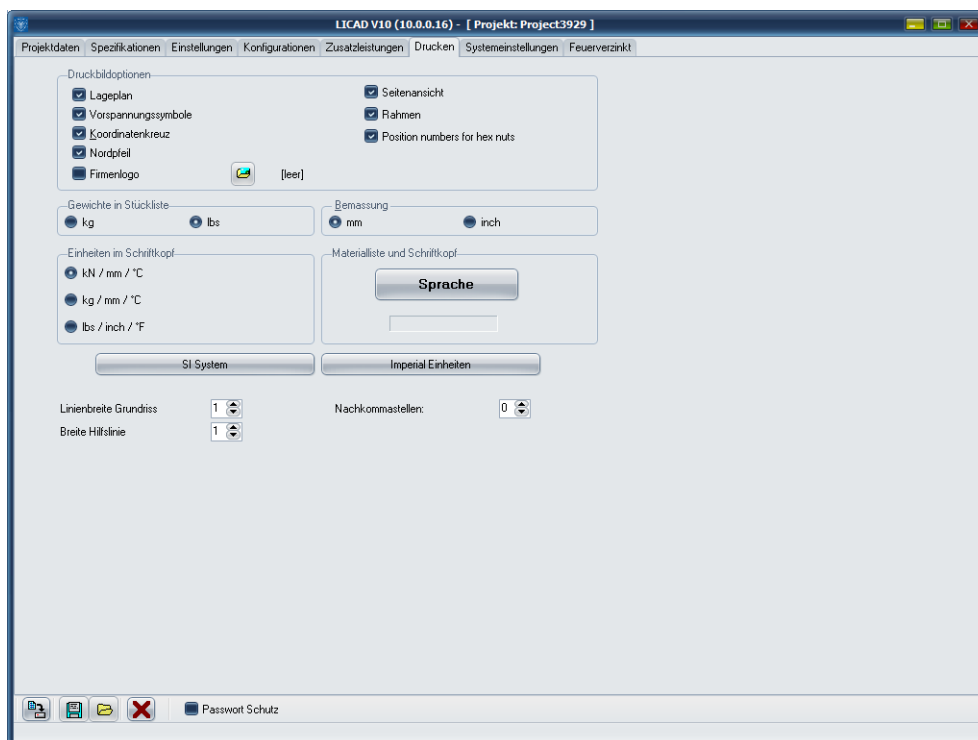 LICAD V10 (10.0.0.16) - [ Projekt: Project3929 ]
Projektdaten Spezifikationen Einstellungen Konfigurationen Zusatzleistungen Drucken Systemeinstellungen Feuerverzinkt
Druckbildoptionen
Lageplan
Seitenansicht
Vorspannungssymbole
Rahmen
Koordinatenkreuz
Position numbers for hex nuts
Nordpfeil
Firmenlogo [leer]
Gewichte in Stückliste
kg lbs
Bemassung
mm inch
Einheiten im Schriftkopf
kN / mm / °C
kg / mm / °C
lbs / inch / °F
Materialliste und Schriftkopf
Sprache
SI System
Imperial Einheiten
Linienbreite Grundriss 1
Nachkommastellen: 0
Breite Hilfslinie 1
Passwort Schutz